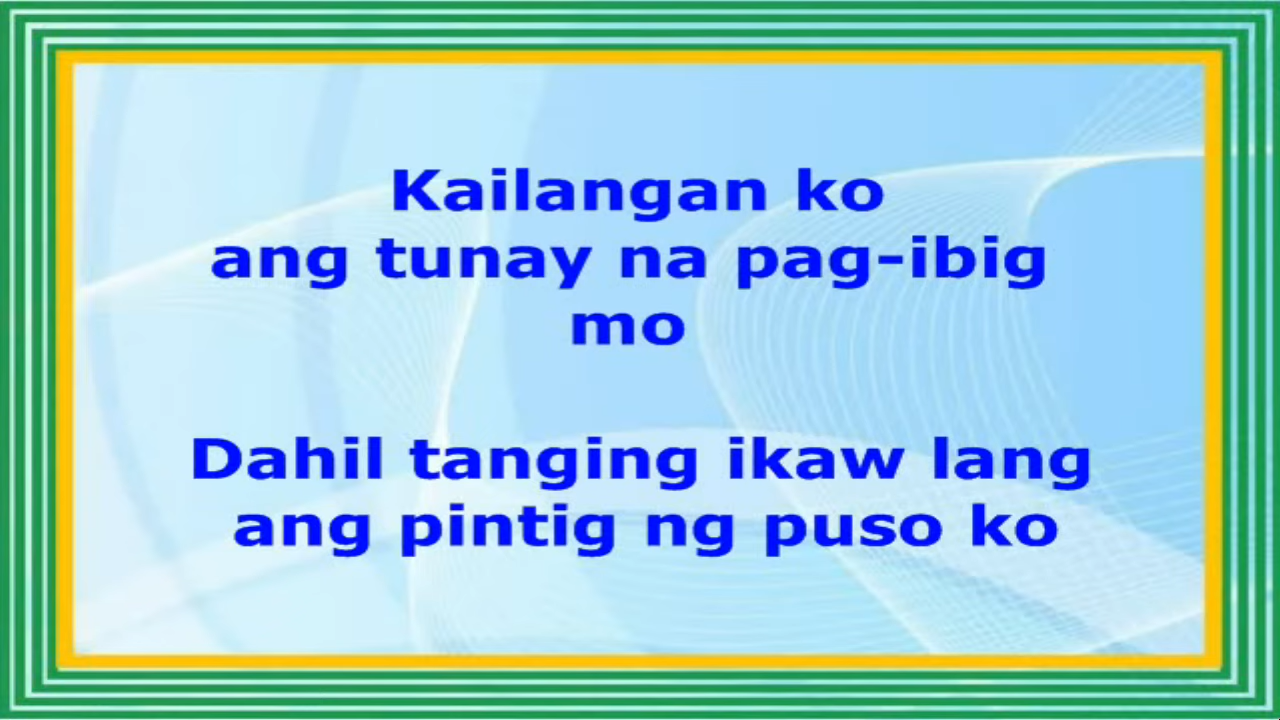 Kailangan ko
ang tunay na pag-ibig
mo
Dahil tanging ikaw lang
ang pintig ng puso ko